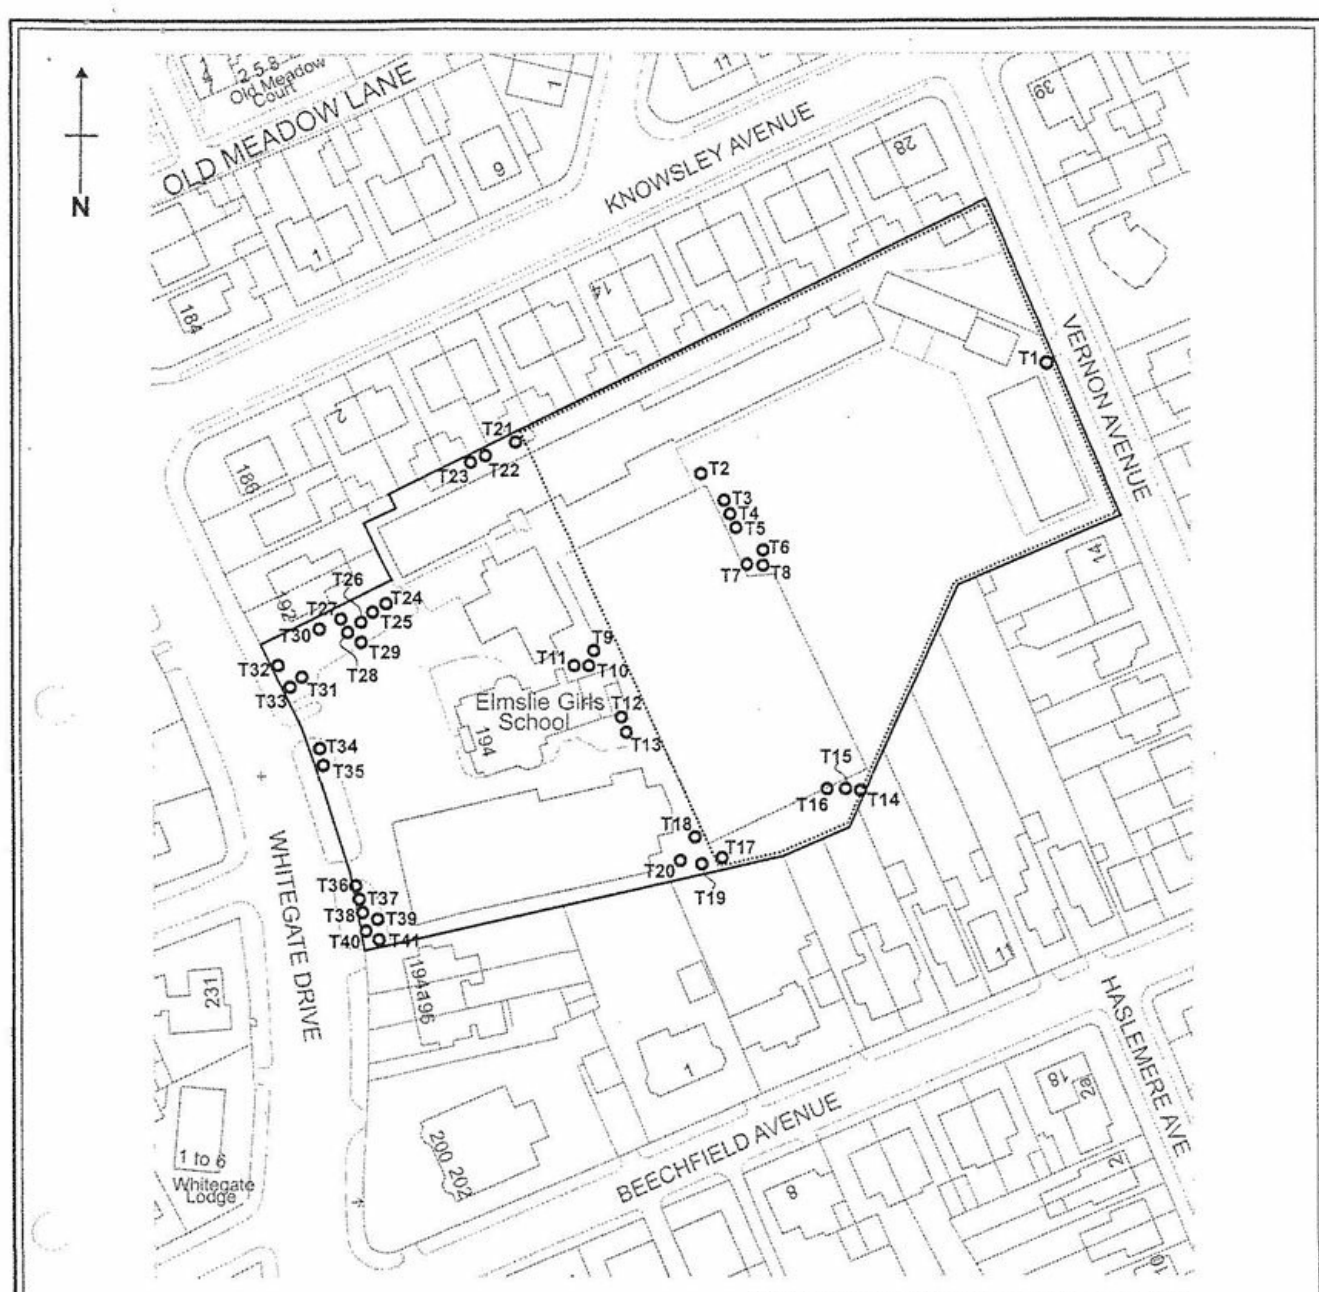 N
1
2-5-8
Old Meadow
Court
OLD MEADOW LANE
1
11
39
KNOWSLEY AVENUE
28
9
1
184
14
VERNON AVENUE
T1
2
186
T21
T22
T23
T2
T3
T4
T5
T6
T7
T8
14
192
T26
T24
T27
T25
T30
T29
T28
T32
T31
T33
T9
T11
T10
Elmslie Girls
School
194
T12
T13
T34
T35
T15
T16
T14
WHITEGATE DRIVE
T18
T17
T20
T19
T36
T37
T38
T39
T40
T41
194a196
231
11
HASLEMERE AVE
1
18
2a
200 202
BEECHFIELD AVENUE
1 to 6
Whitegate
Lodge
8
2
10